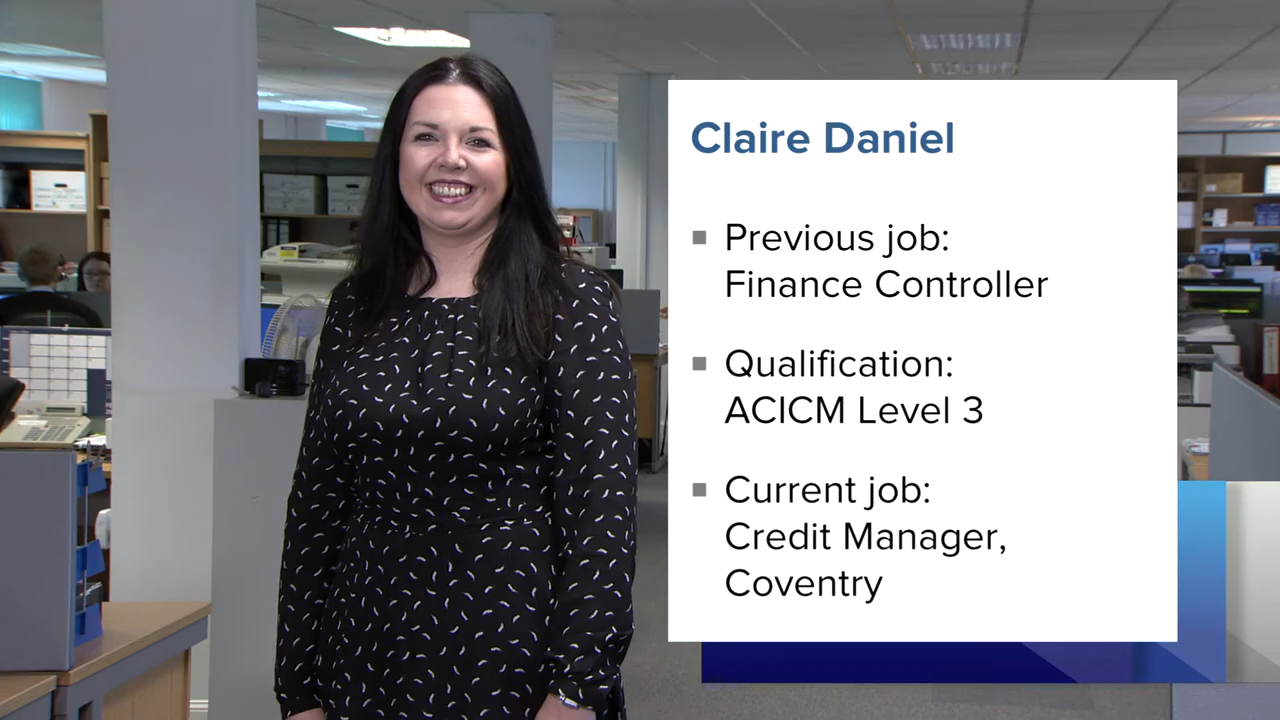 Claire Daniel
Previous job:
Finance Controller
Qualification:
ACICM Level 3
Current job:
Credit Manager,
Coventry